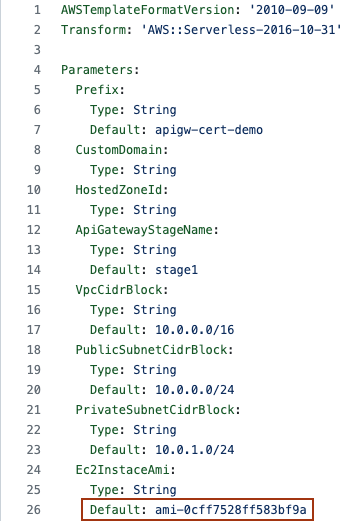 1 AWSTemplateFormatVersion: '2010-09-09'
2 Transform: 'AWS::Serverless-2016-10-31'
3
4 Parameters:
5   Prefix:
6     Type: String
7     Default: apigw-cert-demo
8   CustomDomain:
9     Type: String
10   HostedZoneId:
11     Type: String
12   ApiGatewayStageName:
13     Type: String
14     Default: stage1
15   VpcCidrBlock:
16     Type: String
17     Default: 10.0.0.0/16
18   PublicSubnetCidrBlock:
19     Type: String
20     Default: 10.0.0.0/24
21   PrivateSubnetCidrBlock:
22     Type: String
23     Default: 10.0.1.0/24
24   Ec2InstaceAmi:
25     Type: String
26     Default: ami-0cff7528ff583bf9a